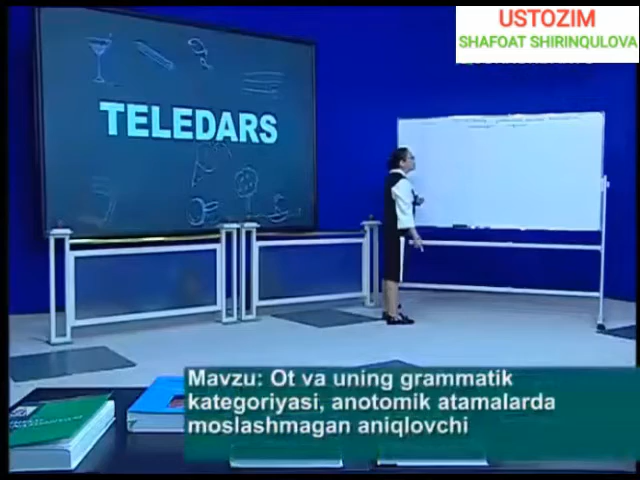 USTOZIM
SHAFOAT SHIRINQULOVA
TELEDARS
Mavzu: Ot va uning grammatik
kategoriyasi, anotomik atamalarda
moslashmagan aniqlovchi